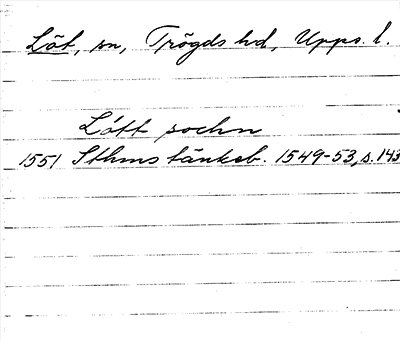 Löt, sn, Trögds hd, Upps. l.
Lött sochn
1551 Sthms tänkeb. 1549-53, s. 143